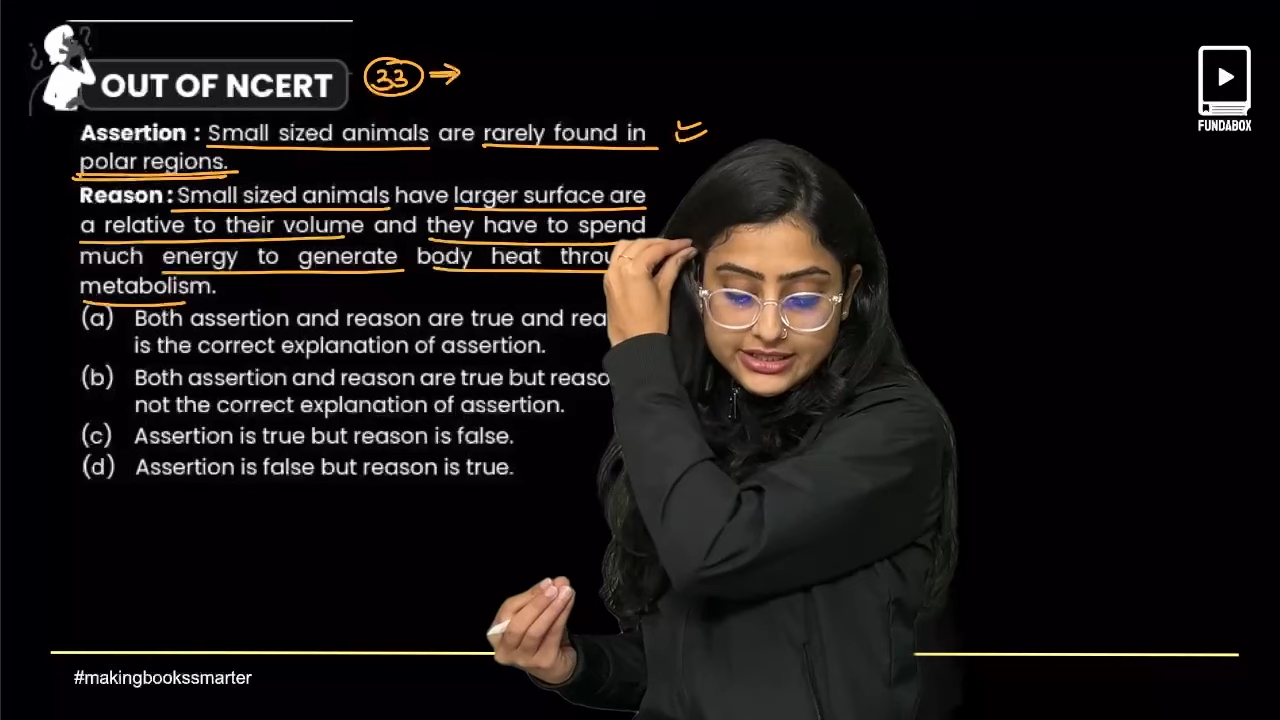 OUT OF NCERT 33 →
FUNDABOX
Assertion : Small sized animals are rarely found in
polar regions.
Reason : Small sized animals have larger surface are
a relative to their volume and they have to spend
much energy to generate body heat
metabolism.
(a) Both assertion and reason are true and
is the correct explanation of assertion.
(b) Both assertion and reason are true but
not the correct explanation of assertion.
(c) Assertion is true but reason is false.
(d) Assertion is false but reason is true.
#makingbookssmarter